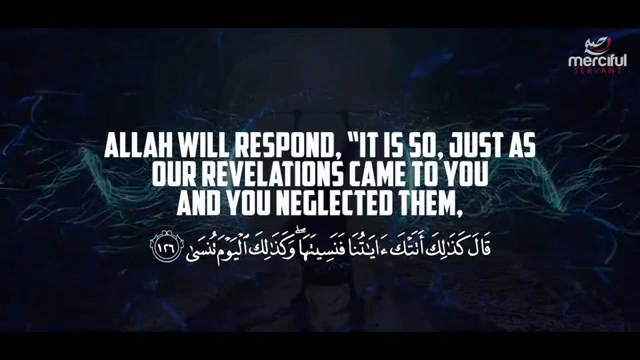 merciful
SERVANT
ALLAH WILL RESPOND, “IT IS SO, JUST AS
OUR REVELATIONS CAME TO YOU
AND YOU NEGLECTED THEM,
قَالَ كَذَٰلِكَ أَتَتْكَ ءَايَـٰتُنَا فَنَسِيتَهَا ۖ وَكَذَٰلِكَ ٱلْيَوْمَ تُنسَىٰ ١٢٦